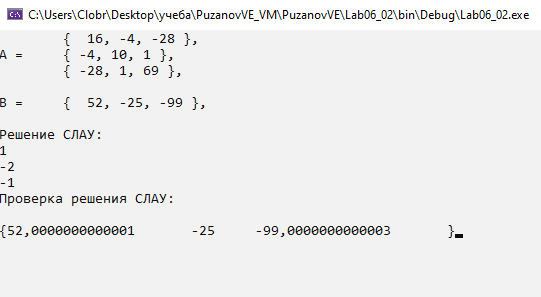 C:\Users\Clobr\Desktop\учеба\PuzanovVE_VM\PuzanovVE\Lab06_02\bin\Debug\Lab06_02.exe
{  16, -4, -28 },
A =     { -4, 10, 1 },
{ -28, 1, 69 },
B =     {  52, -25, -99 },
Решение СЛАУ:
1
-2
-1
Проверка решения СЛАУ:
{52,0000000000001       -25     -99,0000000000003       }